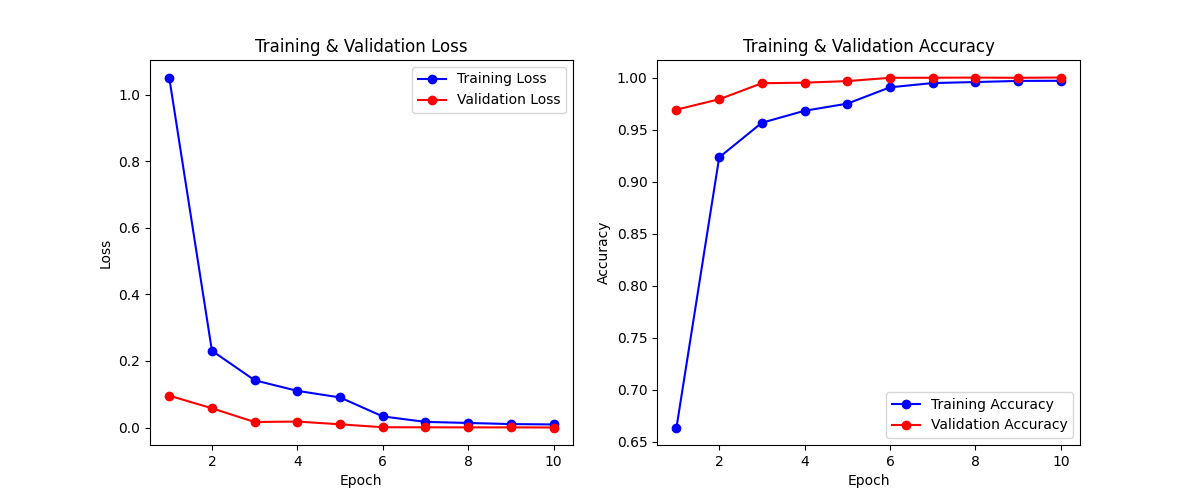 Training & Validation Loss
Training Loss
Validation Loss
1.0
0.8
0.6
0.4
0.2
0.0
Loss
2
4
6
8
10
Epoch
Training & Validation Accuracy
1.00
0.95
0.90
0.85
0.80
0.75
0.70
0.65
Accuracy
Training Accuracy
Validation Accuracy
2
4
6
8
10
Epoch